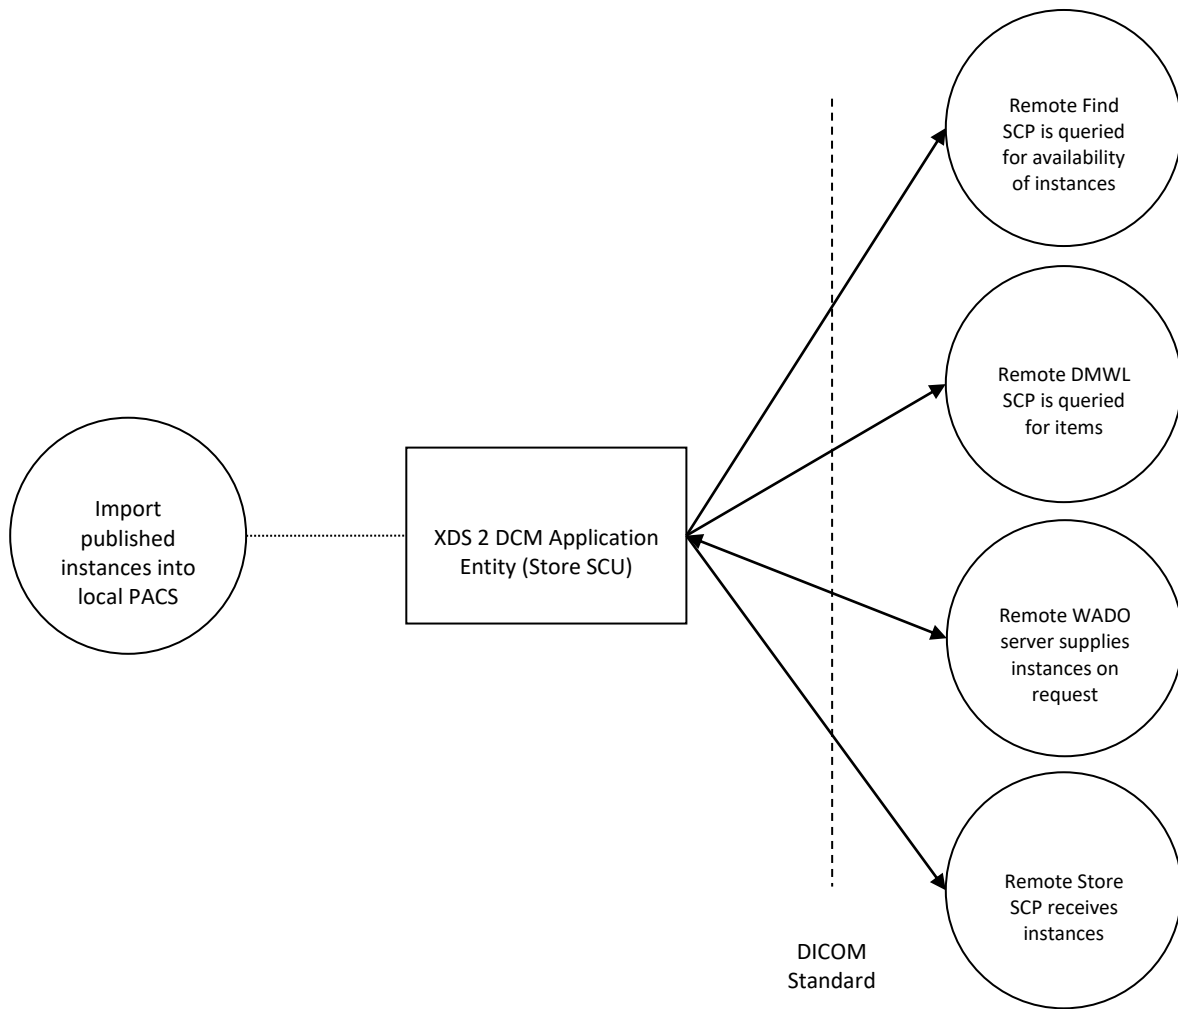 Import
published
instances into
local PACS
XDS 2 DCM Application
Entity (Store SCU)
Remote Find
SCP is queried
for availability
of instances
Remote DMWL
SCP is queried
for items
Remote WADO
server supplies
instances on
request
Remote Store
SCP receives
instances
DICOM
Standard